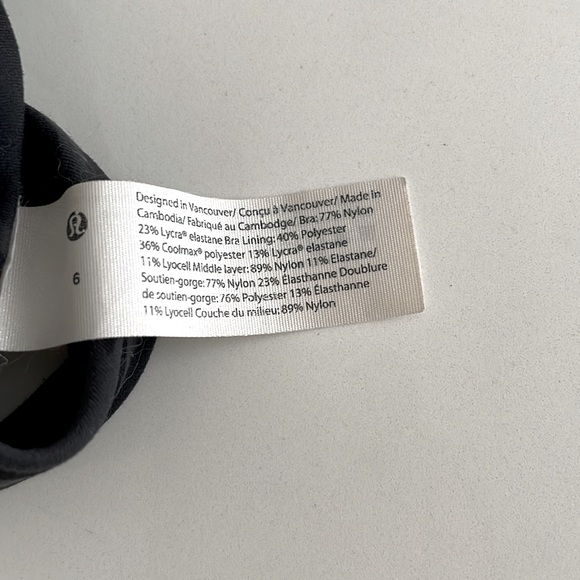 6
Designed in Vancouver/ Conçu à Vancouver/ Made in
Cambodia/ Fabriqué au Cambodge/ Bra: 77% Nylon
23% Lycra® elastane Bra Lining: 40% Polyester
36% Coolmax® polyester 13% Lycra® elastane
11% Lyocell Middle layer: 89% Nylon 11% Elastane/
Soutien-gorge: 77% Nylon 23% Élasthanne Doublure
de soutien-gorge: 76% Polyester 13% Élasthanne
11% Lyocell Couche du milieu: 89% Nylon